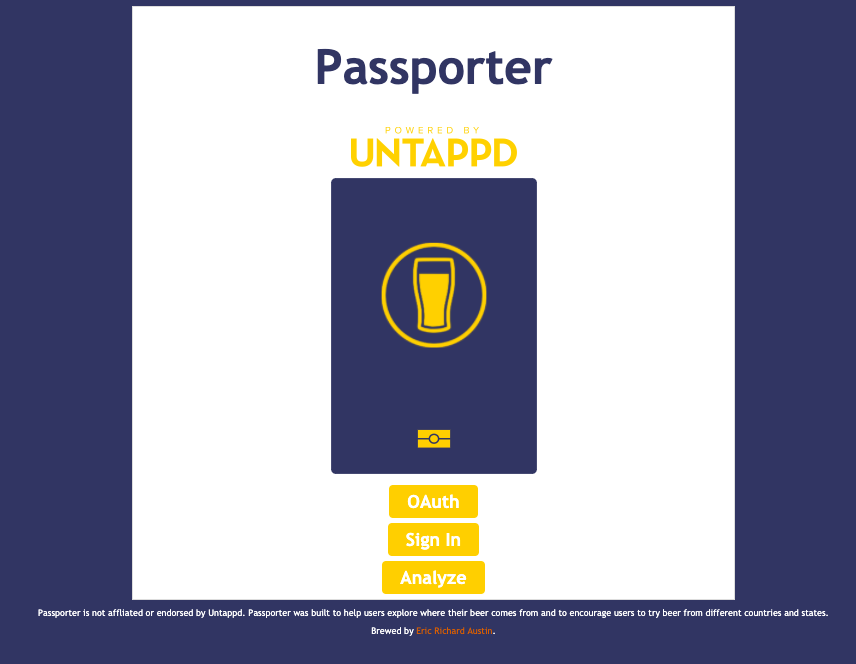 Passporter
POWERED BY
UNTAPPD
OAuth
Sign In
Analyze
Passporter is not affliated or endorsed by Untappd. Passporter was built to help users explore where their beer comes from and to encourage users to try beer from different countries and states.
Brewed by Eric Richard Austin.